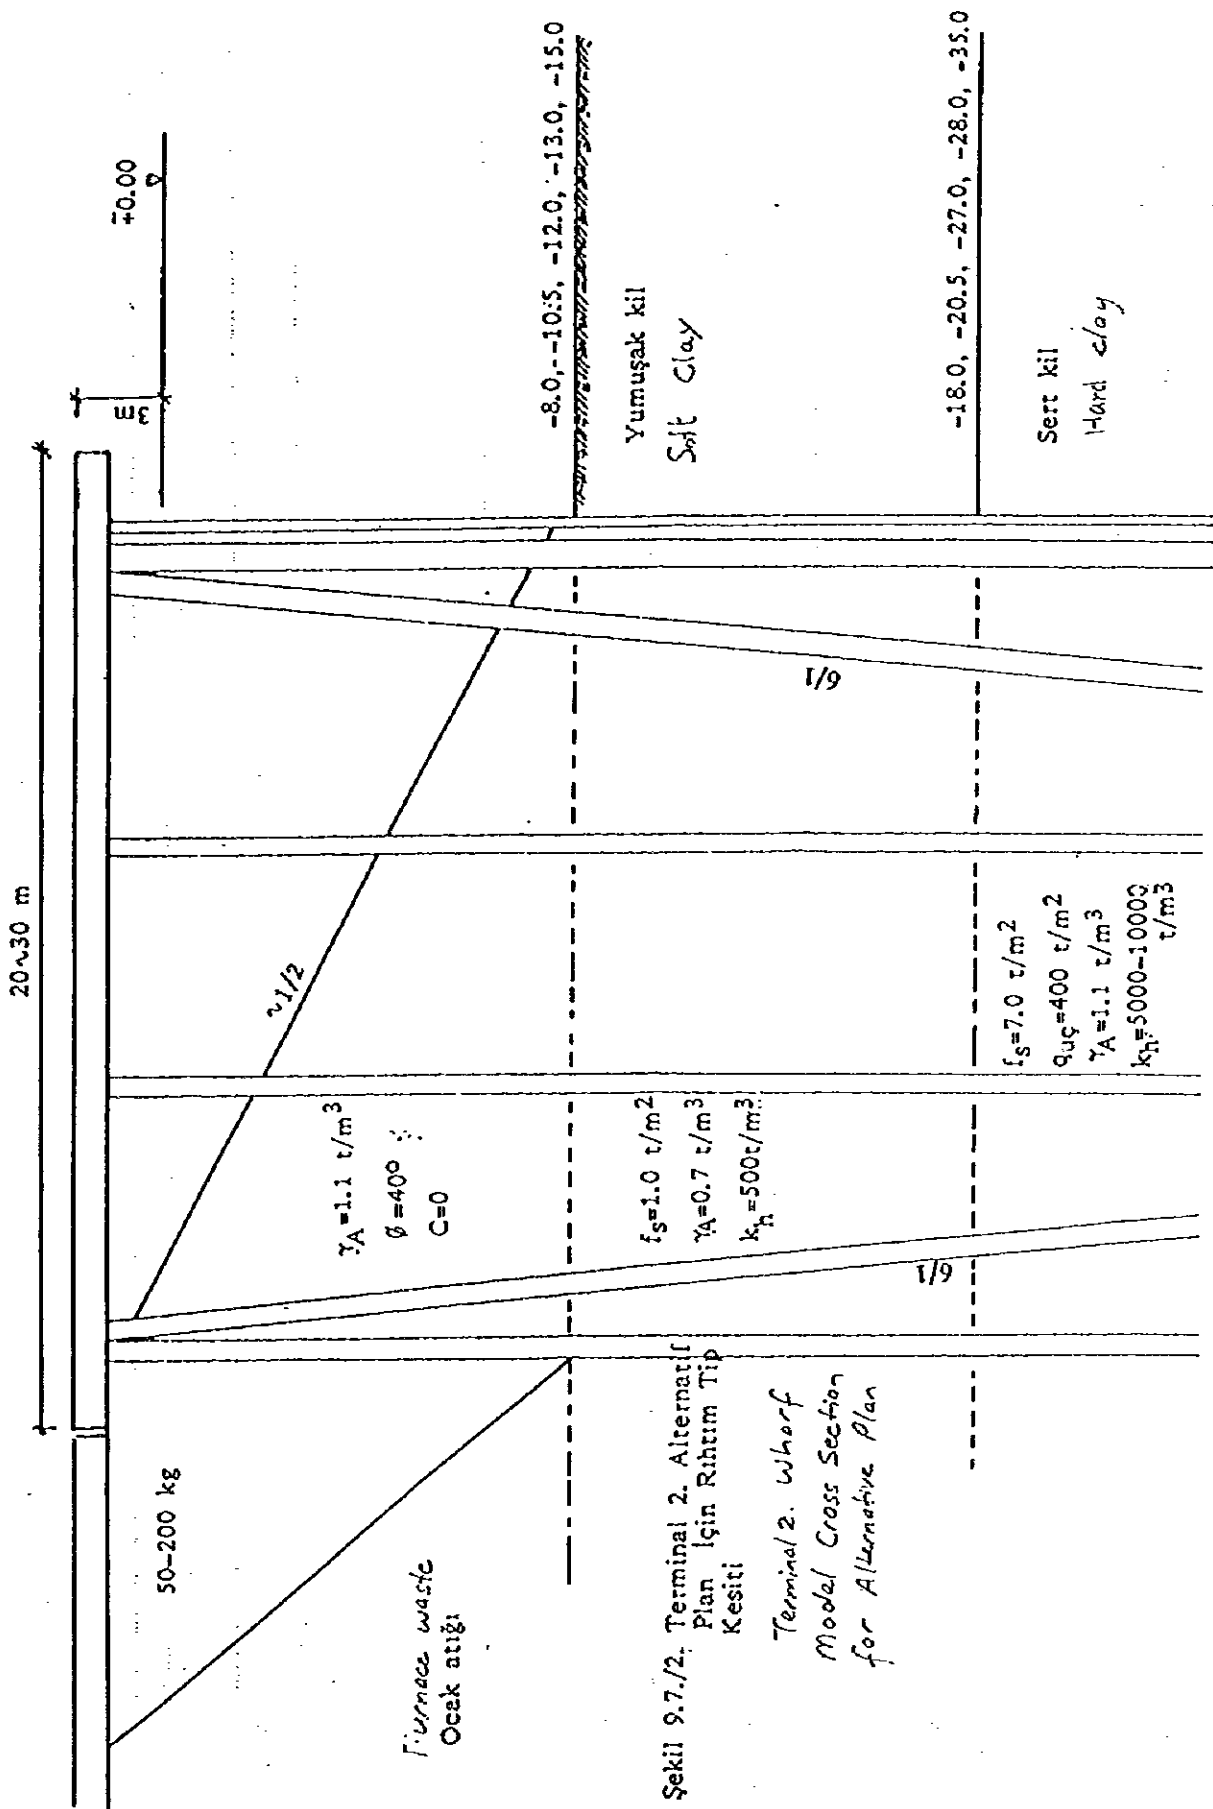 20~30 m
3m
∓0.00
50-200 kg
~1/2
-8.0,--10.5, -12.0, -13.0, -15.0
Furnace waste
Ocak atığı
γA=1.1 t/m³
Ø=40°
C=0
Yumuşak kil
Soft Clay
fs=1.0 t/m²
γA=0.7 t/m³
kh=500t/m³
6/1
6/1
-18.0, -20.5, -27.0, -28.0, -35.0
fs=7.0 t/m²
quç=400 t/m²
γA=1.1 t/m³
kh=5000-10000
t/m3
Sert kil
Hard clay
Şekil 9.7./2. Terminal 2. Alternatif
Plan İçin Rıhtım Tip
Kesiti
Terminal 2. Wharf
Model Cross Section
for Alternative Plan